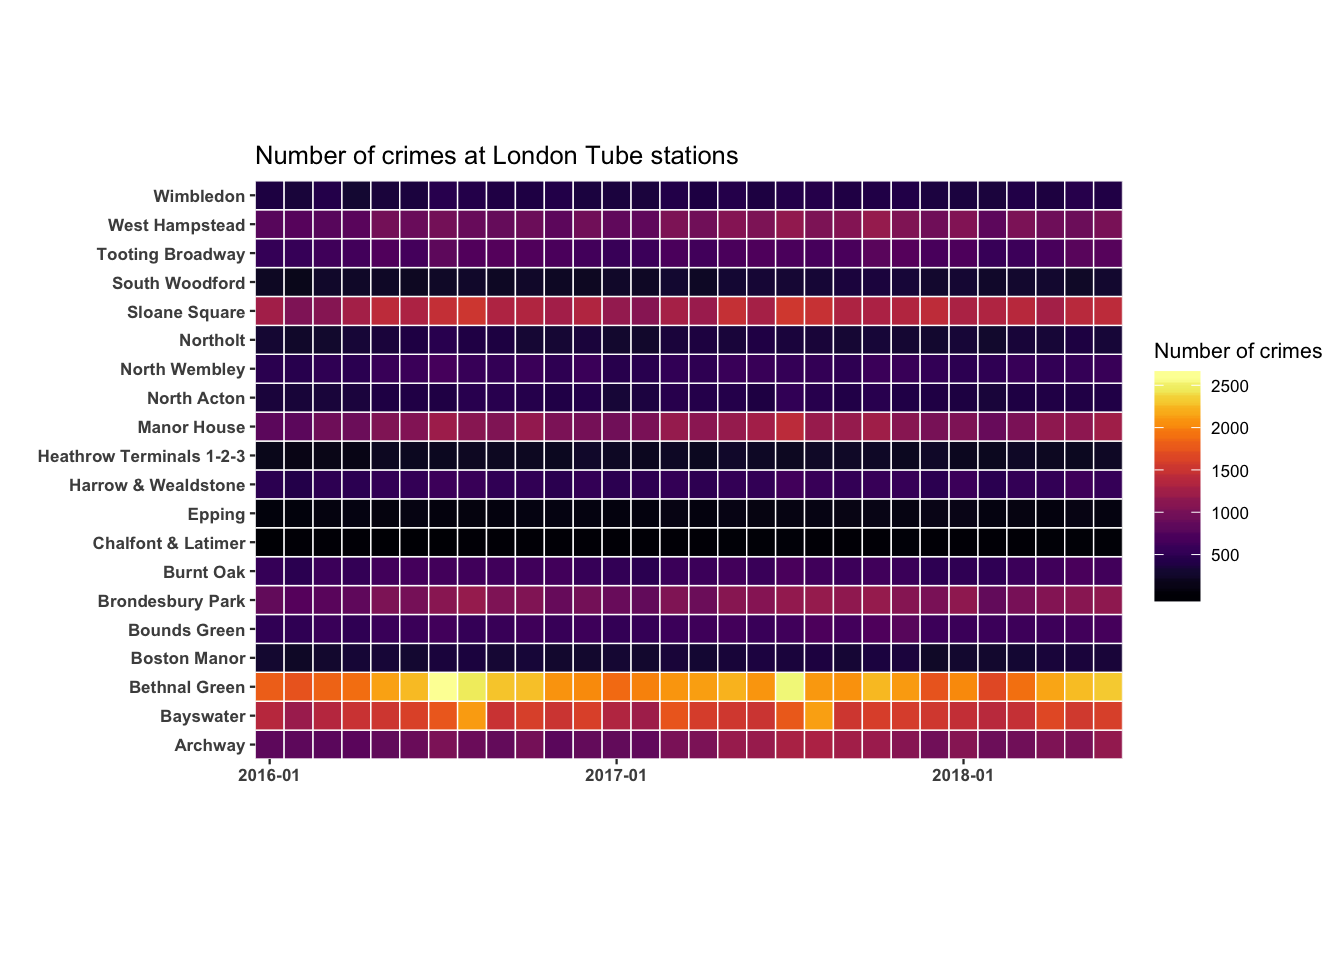 Number of crimes at London Tube stations
Wimbledon
West Hampstead
Tooting Broadway
South Woodford
Sloane Square
Northolt
North Wembley
North Acton
Manor House
Heathrow Terminals 1-2-3
Harrow & Wealdstone
Epping
Chalfont & Latimer
Burnt Oak
Brondesbury Park
Bounds Green
Boston Manor
Bethnal Green
Bayswater
Archway
2016-01 2017-01 2018-01
Number of crimes
2500
2000
1500
1000
500